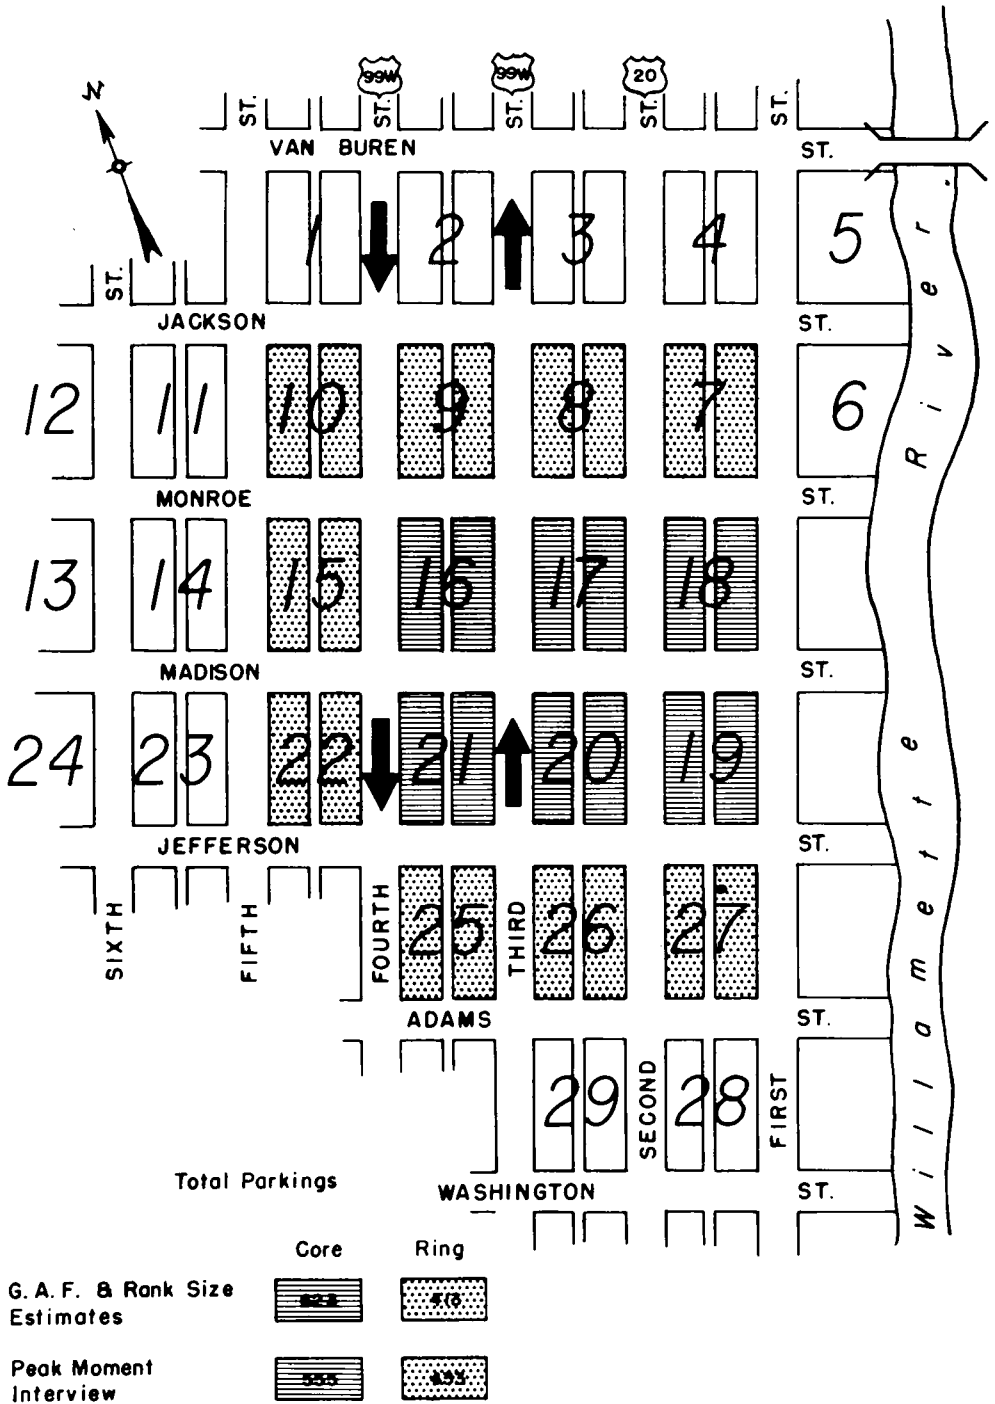 N
99W 99W 20
ST. ST. ST. ST. ST.
VAN BUREN ST.
1 2 3 4 5
ST.
JACKSON ST.
12 11 10 9 8 7 6
MONROE ST.
13 14 15 16 17 18
MADISON ST.
24 23 22 21 20 19
JEFFERSON ST.
SIXTH FIFTH FOURTH THIRD
25 26 27
ADAMS ST.
29 28
SECOND FIRST
WASHINGTON ST.
Willamette River
Total Parkings
Core Ring
G. A. F. & Rank Size
Estimates
Peak Moment
Interview
555